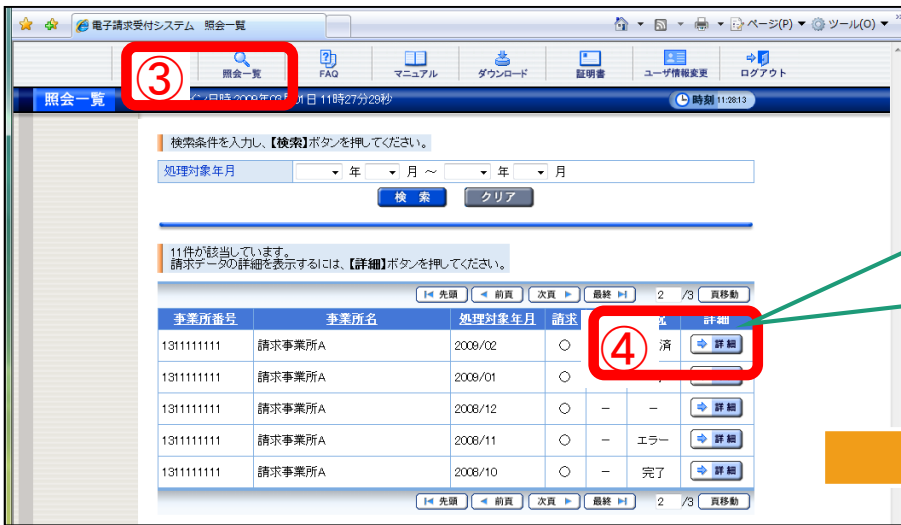 電子請求受付システム 照会一覧
ページ(P) ツール(O)
照会一覧 FAQ マニュアル ダウンロード 証明書 ユーザ情報変更 ログアウト
③
照会一覧 イン日時 2009年03月01日 11時27分29秒 時刻 11:28:13
検索条件を入力し、【検索】ボタンを押してください。
処理対象年月 年 月 ～ 年 月
検 索 クリア
11件が該当しています。
請求データの詳細を表示するには、【詳細】ボタンを押してください。
先頭 前頁 次頁 最終 2 /3 頁移動
事業所番号 事業所名 処理対象年月 請求 詳細
④
1311111111 請求事業所A 2009/02 ○ 済 詳細
1311111111 請求事業所A 2009/01 ○
1311111111 請求事業所A 2008/12 ○ － － 詳細
1311111111 請求事業所A 2008/11 ○ － エラー 詳細
1311111111 請求事業所A 2008/10 ○ － 完了 詳細
先頭 前頁 次頁 最終 2 /3 頁移動